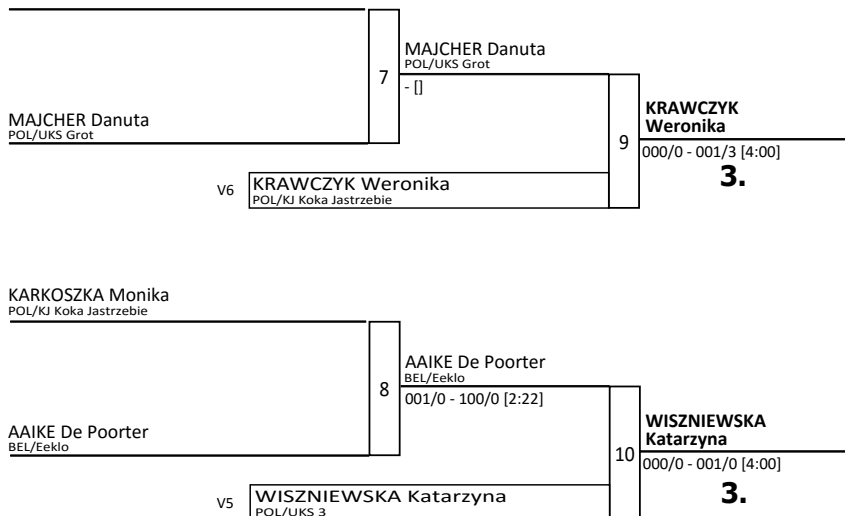 MAJCHER Danuta
POL/UKS Grot
7
- []
MAJCHER Danuta
POL/UKS Grot
KRAWCZYK
Weronika
9
000/0 - 001/3 [4:00]
3.
V6
KRAWCZYK Weronika
POL/KJ Koka Jastrzebie
KARKOSZKA Monika
POL/KJ Koka Jastrzebie
AAIKE De Poorter
BEL/Eeklo
8
001/0 - 100/0 [2:22]
AAIKE De Poorter
BEL/Eeklo
WISZNIEWSKA
Katarzyna
10
000/0 - 001/0 [4:00]
3.
V5
WISZNIEWSKA Katarzyna
POL/UKS 3